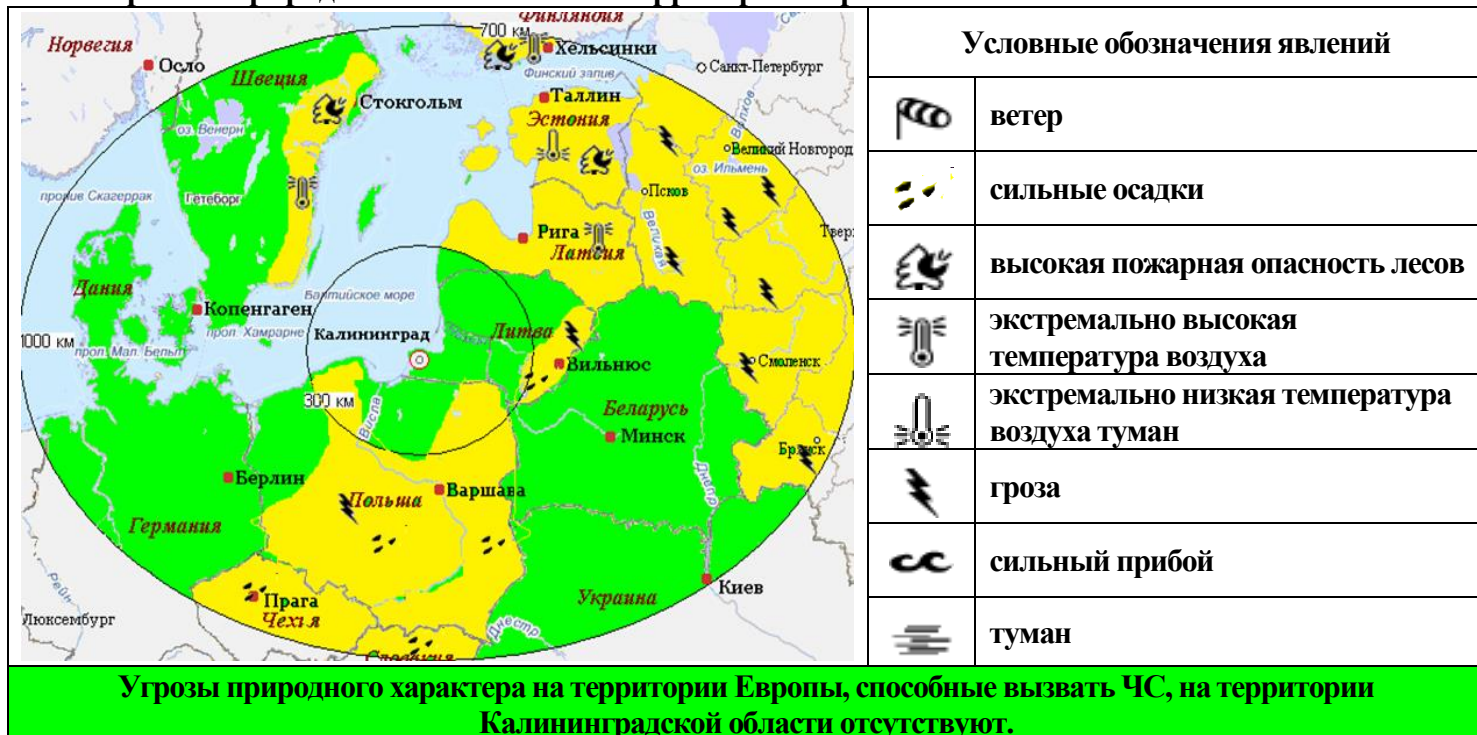 Финляндия
Норвегия
700 км
Хельсинки
Осло
Финский залив
Санкт-Петербург
Швеция
Стокгольм
Таллин
Эстония
Волхов
оз. Венерн
Великий Новгород
оз. Ильмень
Псков
пролив Скагеррак
Гетеборг
Великая
Рига
Латвия
Твер
Дания
Балтийское море
Копенгаген
прол. Хамрарне
Калининград
Литва
1000 км
прол. Мал. Бельт
Вильнюс
Смоленск
300 км
Висла
Беларусь
Минск
Брянск
Берлин
Варшава
Польша
Днепр
Германия
Рейн
Прага
Чехия
Украина
Киев
Люксембург
Днестр
Словакия
Условные обозначения явлений
ветер
сильные осадки
высокая пожарная опасность лесов
экстремально высокая
температура воздуха
экстремально низкая температура
воздуха туман
гроза
сильный прибой
туман
Угрозы природного характера на территории Европы, способные вызвать ЧС, на территории
Калининградской области отсутствуют.